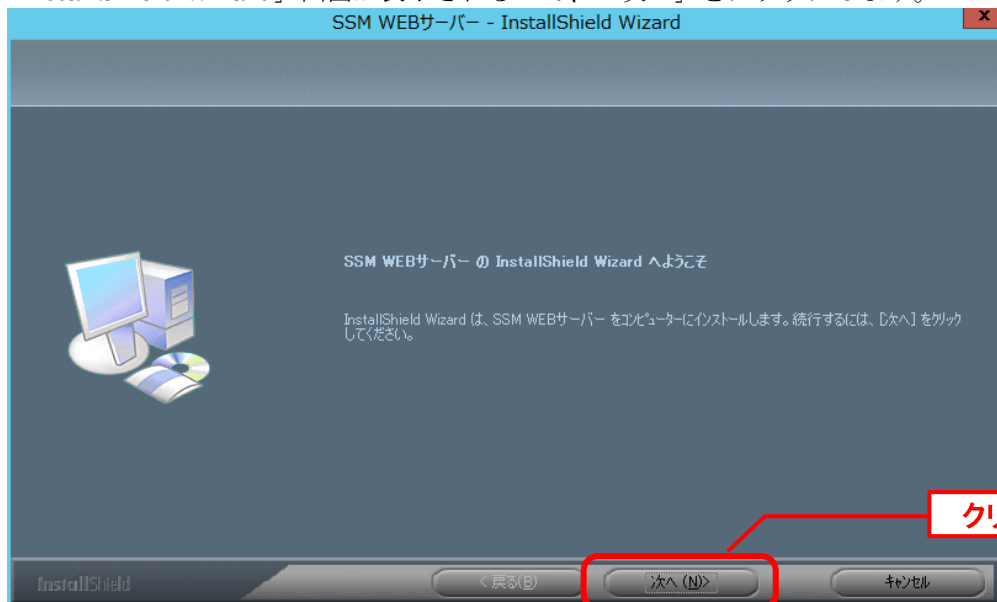 SSM WEBサーバー - InstallShield Wizard
x
SSM WEBサーバー の InstallShield Wizard へようこそ
InstallShield Wizard は、SSM WEBサーバー をコンピューターにインストールします。続行するには、[次へ] をクリック
してください。
クリ
InstallShield
< 戻る(B)
次へ (N)>
キャンセル